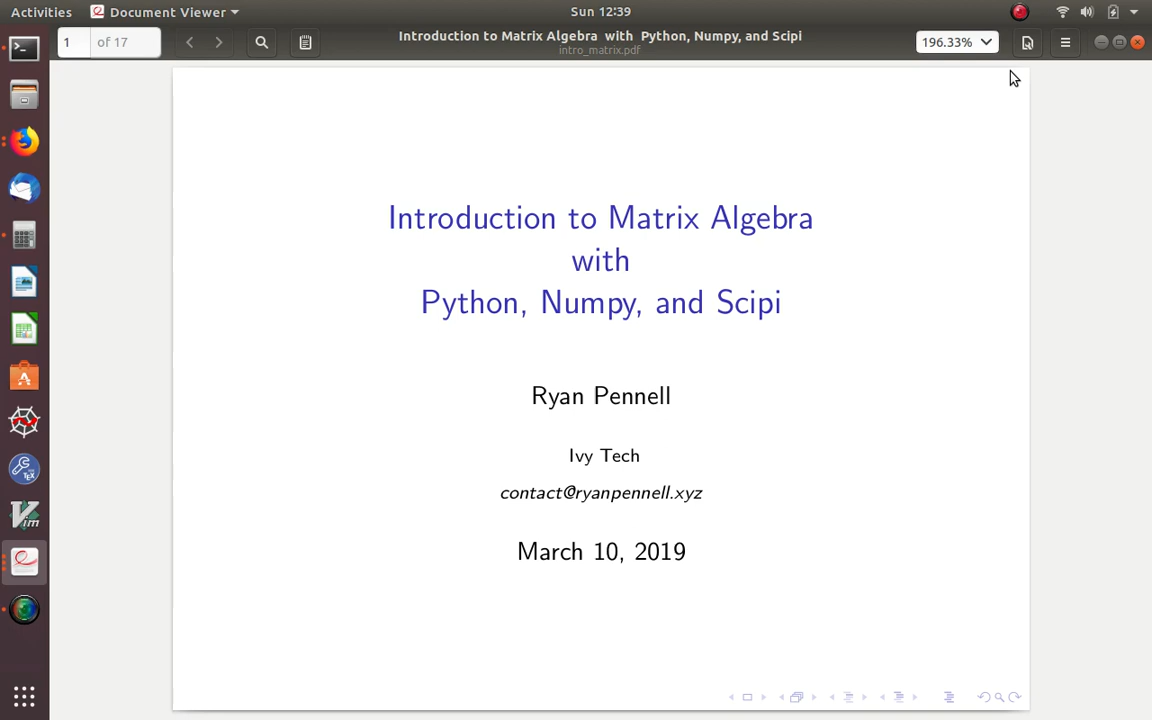 Activities Document Viewer Sun 12:39
1 of 17 Introduction to Matrix Algebra with Python, Numpy, and Scipi 196.33%
intro_matrix.pdf
Introduction to Matrix Algebra
with
Python, Numpy, and Scipi
Ryan Pennell
Ivy Tech
contact@ryanpennell.xyz
March 10, 2019